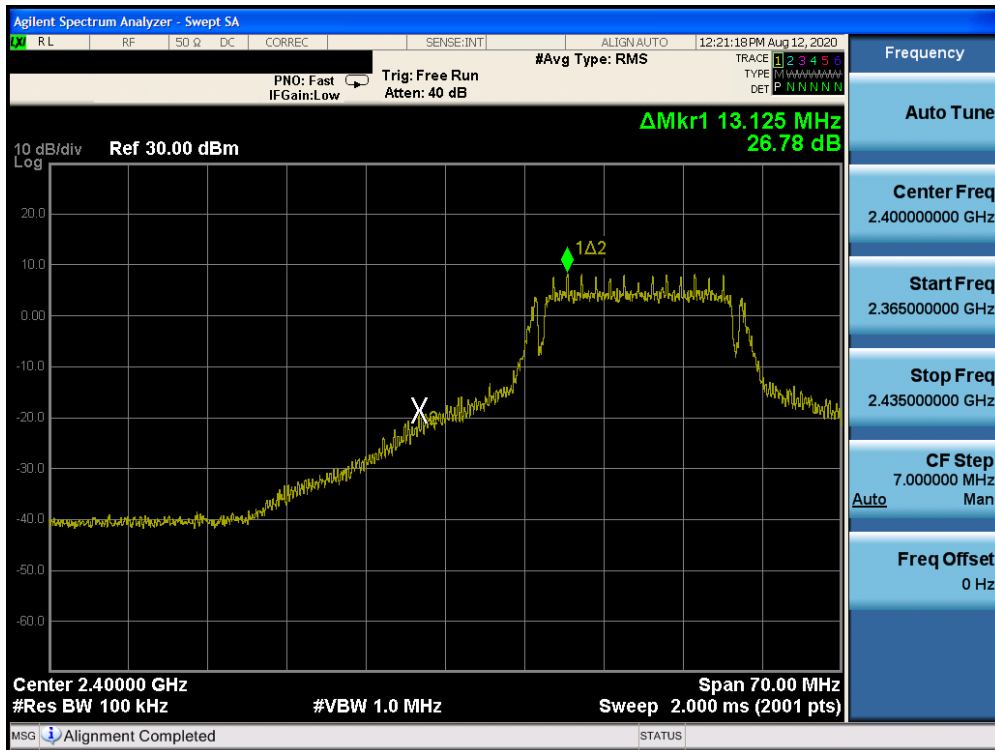 Agilent Spectrum Analyzer - Swept SA
LXI RL RF 50 Ω DC CORREC SENSE:INT ALIGN AUTO 12:21:18 PM Aug 12, 2020
#Avg Type: RMS TRACE 1 2 3 4 5 6
PNO: Fast Trig: Free Run TYPE M WWWWW
IFGain:Low Atten: 40 dB DET P N N N N N
Frequency
ΔMkr1 13.125 MHz
10 dB/div Ref 30.00 dBm 26.78 dB
Log
20.0
10.0
0.00
-10.0
-20.0
-30.0
-40.0
-50.0
-60.0
1Δ2
X2
Center 2.40000 GHz Span 70.00 MHz
#Res BW 100 kHz #VBW 1.0 MHz Sweep 2.000 ms (2001 pts)
MSG Alignment Completed STATUS
Auto Tune
Center Freq
2.400000000 GHz
Start Freq
2.365000000 GHz
Stop Freq
2.435000000 GHz
CF Step
7.000000 MHz
Auto Man
Freq Offset
0 Hz